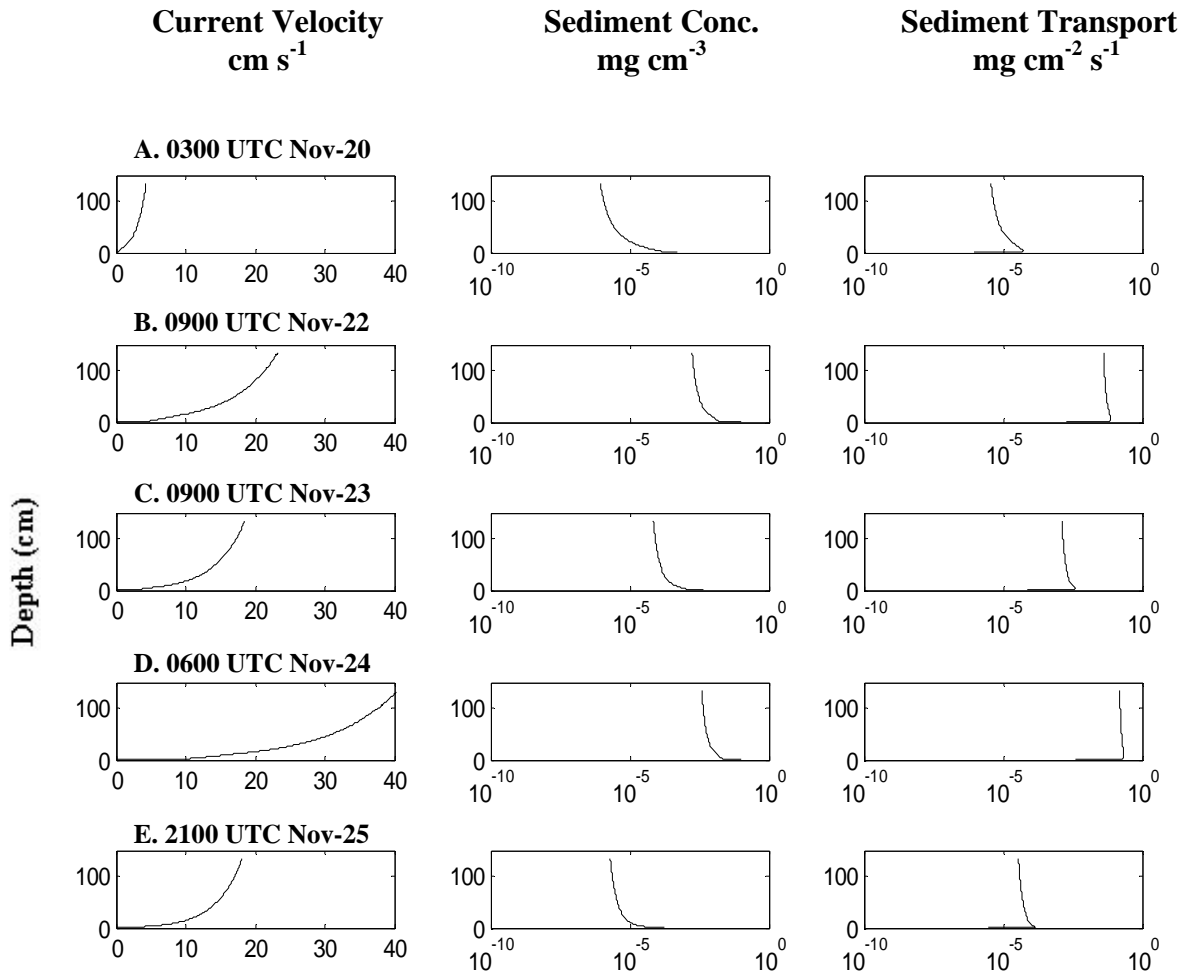 Current Velocity
cm s-1
Sediment Conc.
mg cm-3
Sediment Transport
mg cm-2 s-1
Depth (cm)
A. 0300 UTC Nov-20
100
0
0 10 20 30 40
100
0
10-10 10-5 100
100
0
10-10 10-5 100
B. 0900 UTC Nov-22
100
0
0 10 20 30 40
100
0
10-10 10-5 100
100
0
10-10 10-5 100
C. 0900 UTC Nov-23
100
0
0 10 20 30 40
100
0
10-10 10-5 100
100
0
10-10 10-5 100
D. 0600 UTC Nov-24
100
0
0 10 20 30 40
100
0
10-10 10-5 100
100
0
10-10 10-5 100
E. 2100 UTC Nov-25
100
0
0 10 20 30 40
100
0
10-10 10-5 100
100
0
10-10 10-5 100